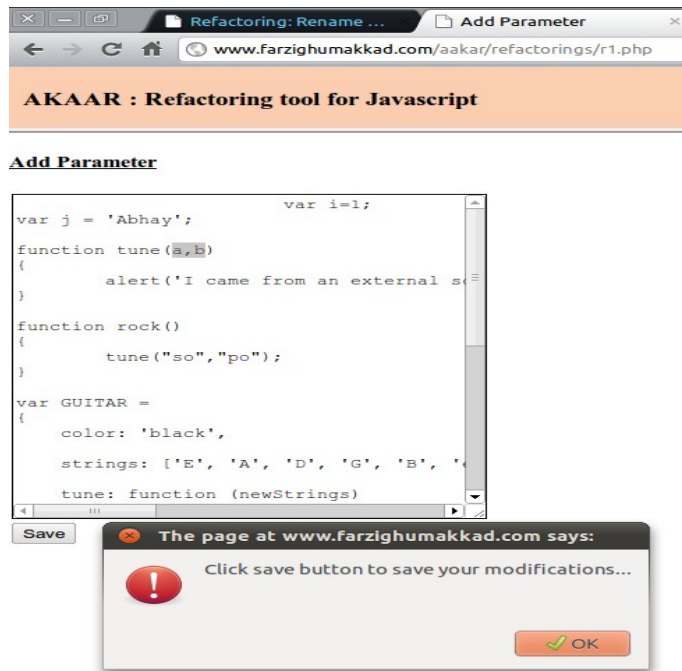 Refactoring: Rename ...
Add Parameter
www.farzighumakkad.com/aakar/refactorings/r1.php
AKAAR : Refactoring tool for Javascript
Add Parameter
var i=1;
var j = 'Abhay';
function tune(a,b)
{
alert('I came from an external
}
function rock()
{
tune("so","po");
}
var GUITAR =
{
color: 'black',
strings: ['E', 'A', 'D', 'G', 'B',
tune: function (newStrings)
Save
The page at www.farzighumakkad.com says:
Click save button to save your modifications...
OK